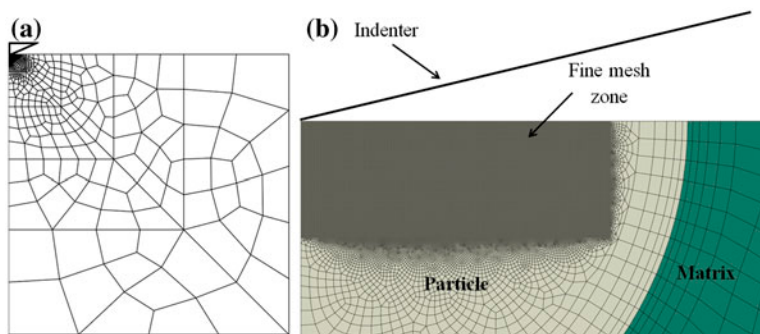 (a)
(b)
Indenter
Fine mesh
zone
Particle
Matrix